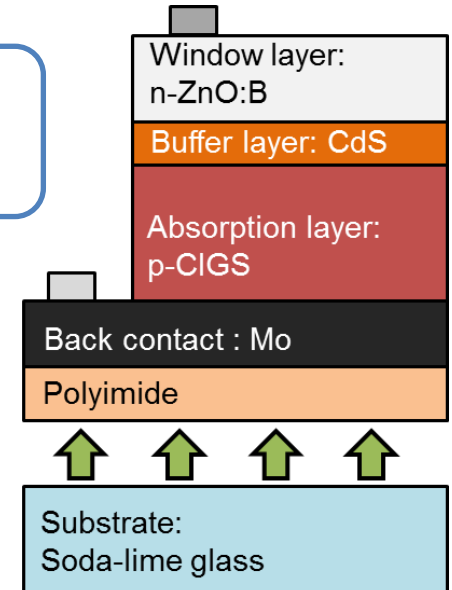 Window layer:
n-ZnO:B
Buffer layer: CdS
Absorption layer:
p-CIGS
Back contact : Mo
Polyimide
Substrate:
Soda-lime glass